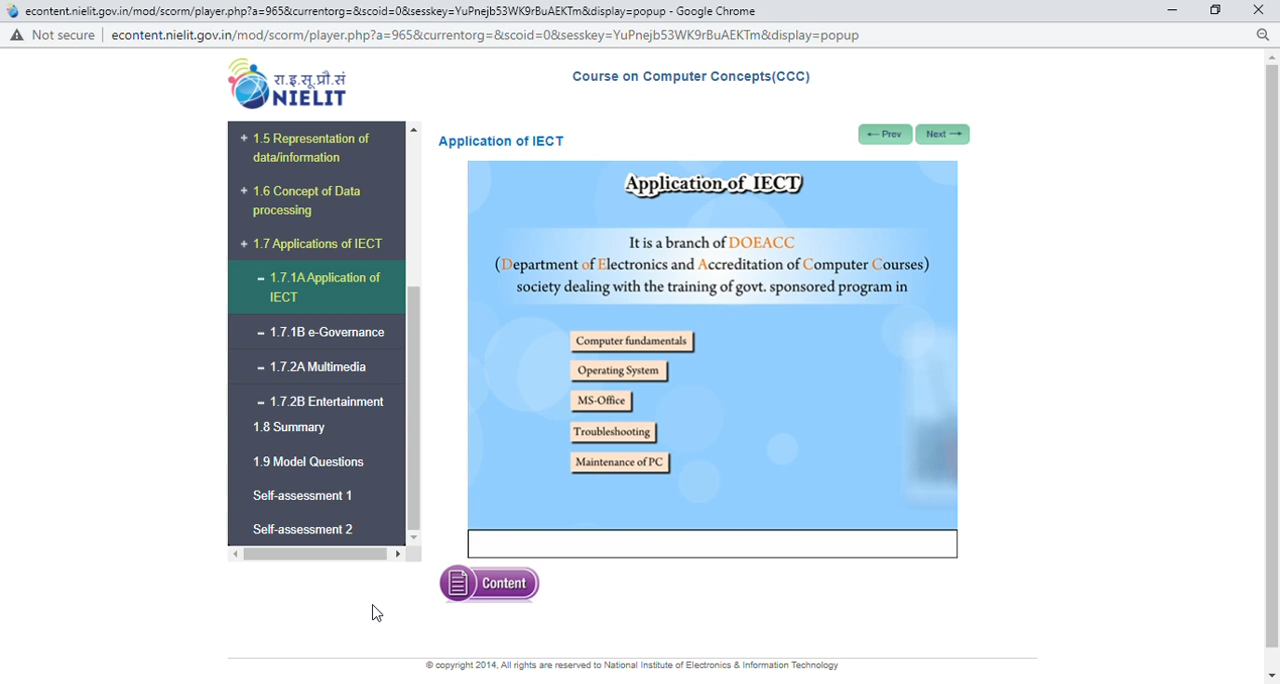 econtent.nielit.gov.in/mod/scorm/player.php?a=965&currentorg=&scoid=0&sesskey=YuPnejb53WK9rBuAEKTm&display=popup - Google Chrome
Not secure
econtent.nielit.gov.in/mod/scorm/player.php?a=965&currentorg=&scoid=0&sesskey=YuPnejb53WK9rBuAEKTm&display=popup
रा.इ.सू.प्रौ.सं
NIELIT
Course on Computer Concepts(CCC)
+ 1.5 Representation of
data/information
+ 1.6 Concept of Data
processing
+ 1.7 Applications of IECT
- 1.7.1A Application of
IECT
- 1.7.1B e-Governance
- 1.7.2A Multimedia
- 1.7.2B Entertainment
1.8 Summary
1.9 Model Questions
Self-assessment 1
Self-assessment 2
Application of IECT
← Prev
Next →
Application of IECT
It is a branch of DOEACC
(Department of Electronics and Accreditation of Computer Courses)
society dealing with the training of govt. sponsored program in
Computer fundamentals
Operating System
MS-Office
Troubleshooting
Maintenance of PC
Content
© copyright 2014, All rights are reserved to National Institute of Electronics & Information Technology